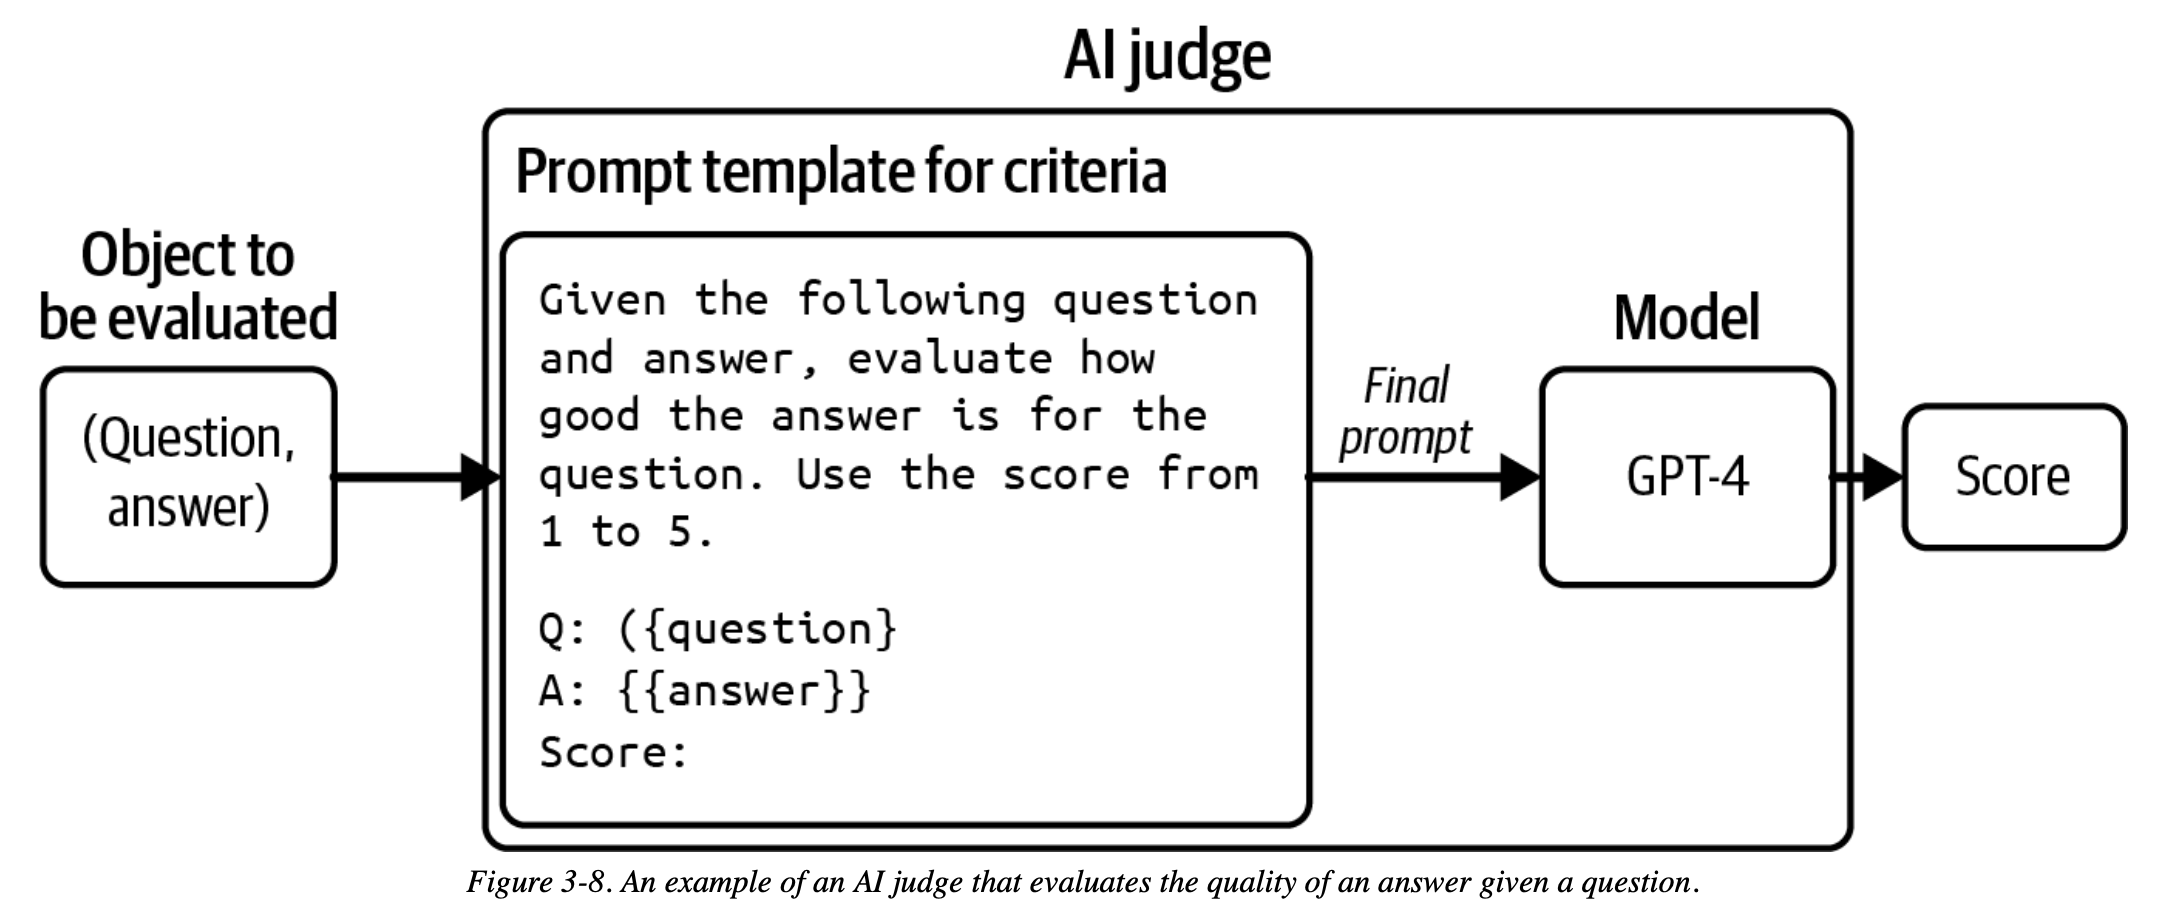 AI judge
Prompt template for criteria
Object to
be evaluated
(Question,
answer)
Given the following question
and answer, evaluate how
good the answer is for the
question. Use the score from
1 to 5.
Q: ({question}
A: {{answer}}
Score:
Final
prompt
Model
GPT-4
Score
Figure 3-8. An example of an AI judge that evaluates the quality of an answer given a question.